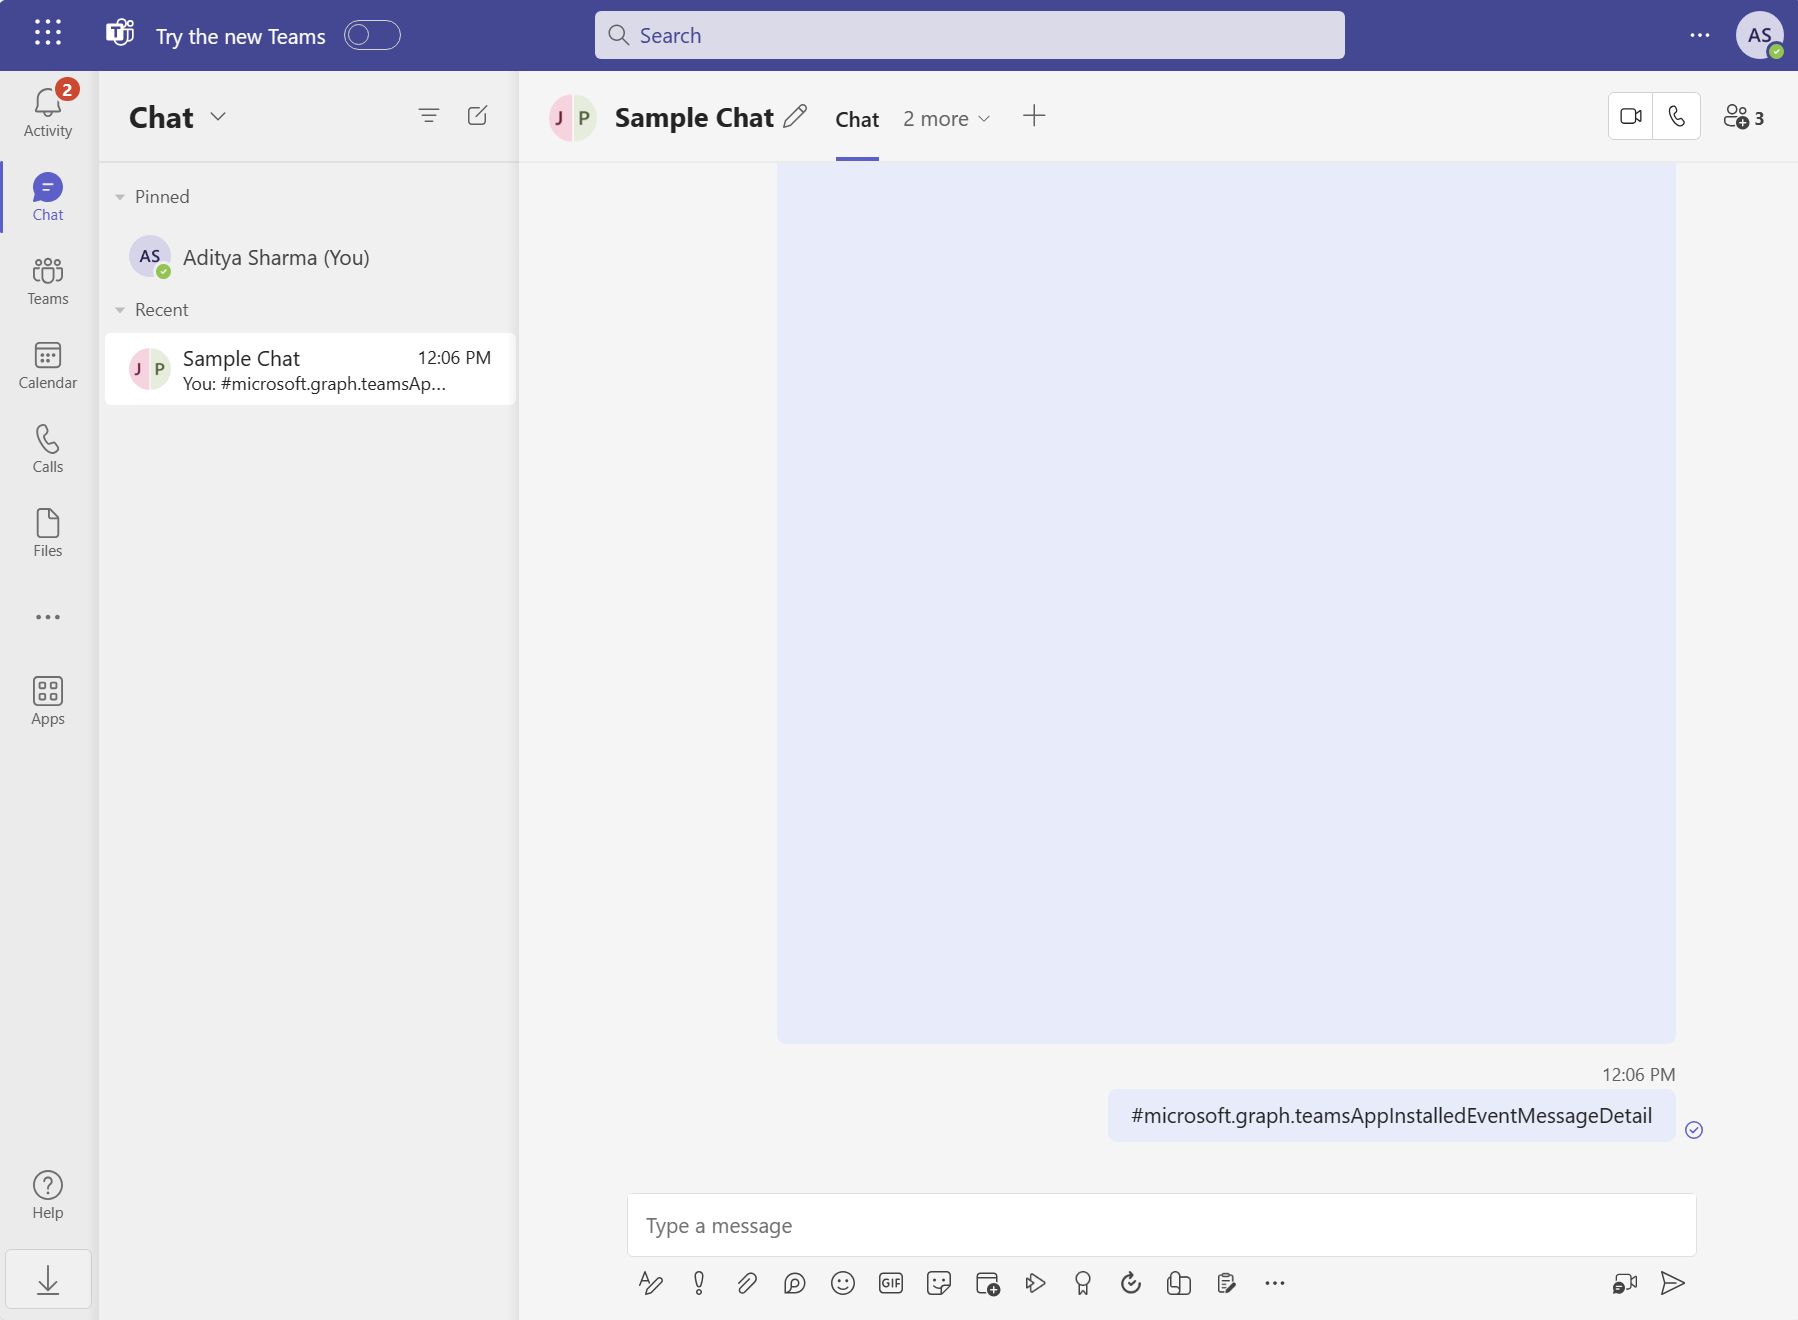 Try the new Teams
Search
AS
2
Activity
Chat
Teams
Calendar
Calls
Files
Apps
Help
Chat
Pinned
AS
Aditya Sharma (You)
Recent
J P
Sample Chat
12:06 PM
You: #microsoft.graph.teamsAp...
J P
Sample Chat
Chat
2 more
3
12:06 PM
#microsoft.graph.teamsAppInstalledEventMessageDetail
Type a message
GIF